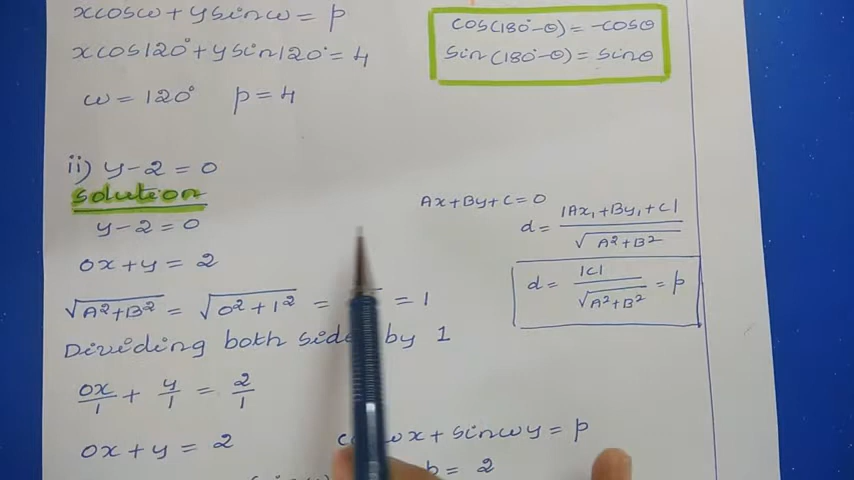 xcosω + ysinω = p
xcos120° + ysin120° = 4
ω = 120° p = 4
cos(180°-θ) = -cosθ
sin(180°-θ) = sinθ
ii) y-2 = 0
solution
y-2 = 0
0x + y = 2
√A²+B² = √0²+1² = = 1
Dividing both side by 1
0x/1 + y/1 = 2/1
0x + y = 2
Ax+By+C = 0
d = |Ax₁+By₁+C| / √A²+B²
d = |C| / √A²+B² = p
x + sinωy = p
= 2